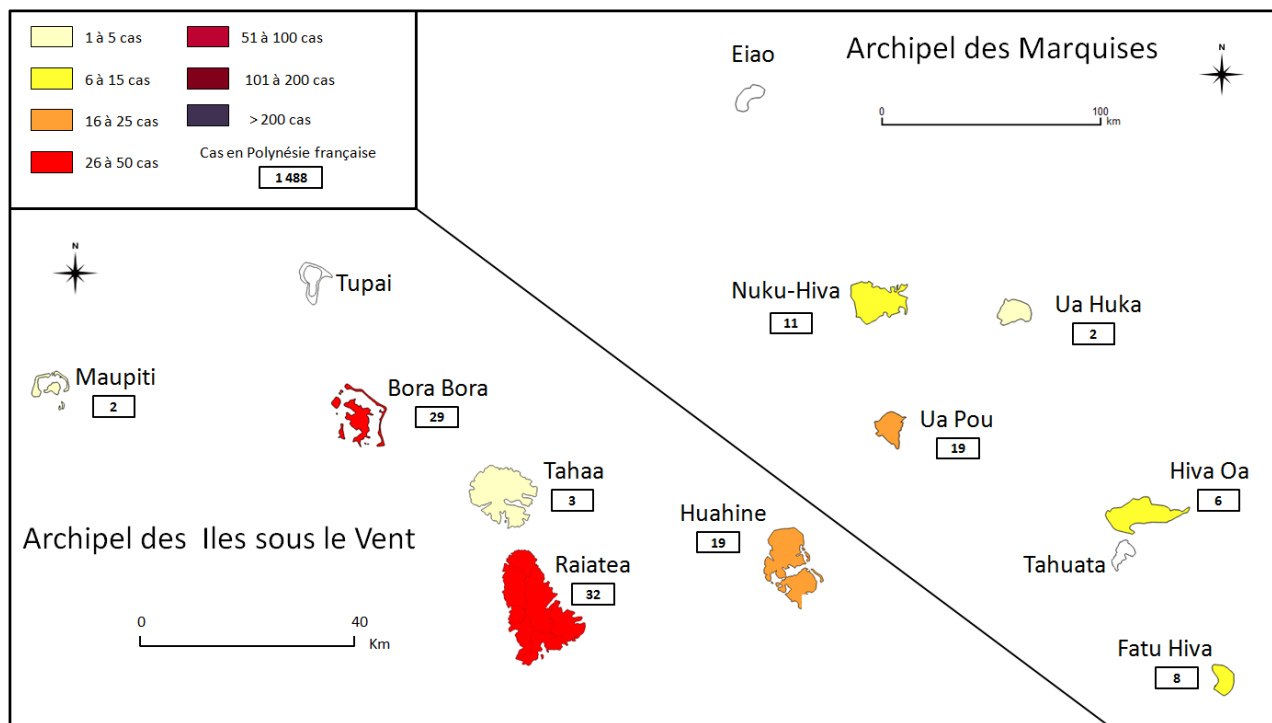 1 à 5 cas
6 à 15 cas
16 à 25 cas
26 à 50 cas
51 à 100 cas
101 à 200 cas
> 200 cas
Cas en Polynésie française
1 488
Archipel des Marquises
N
0 100
km
Eiao
Nuku-Hiva
11
Ua Huka
2
Ua Pou
19
Hiva Oa
6
Tahuata
Fatu Hiva
8
N
Tupai
Maupiti
2
Bora Bora
29
Tahaa
3
Huahine
19
Raiatea
32
Archipel des Iles sous le Vent
0 40
Km